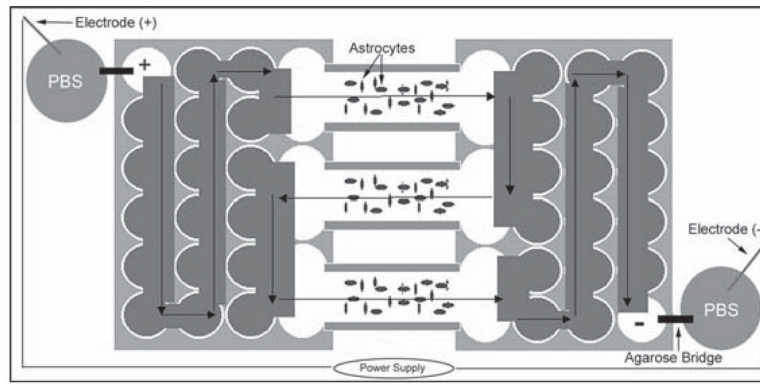 Electrode (+)
PBS
+
Astrocytes
Electrode (-
PBS
-
Agarose Bridge
Power Supply